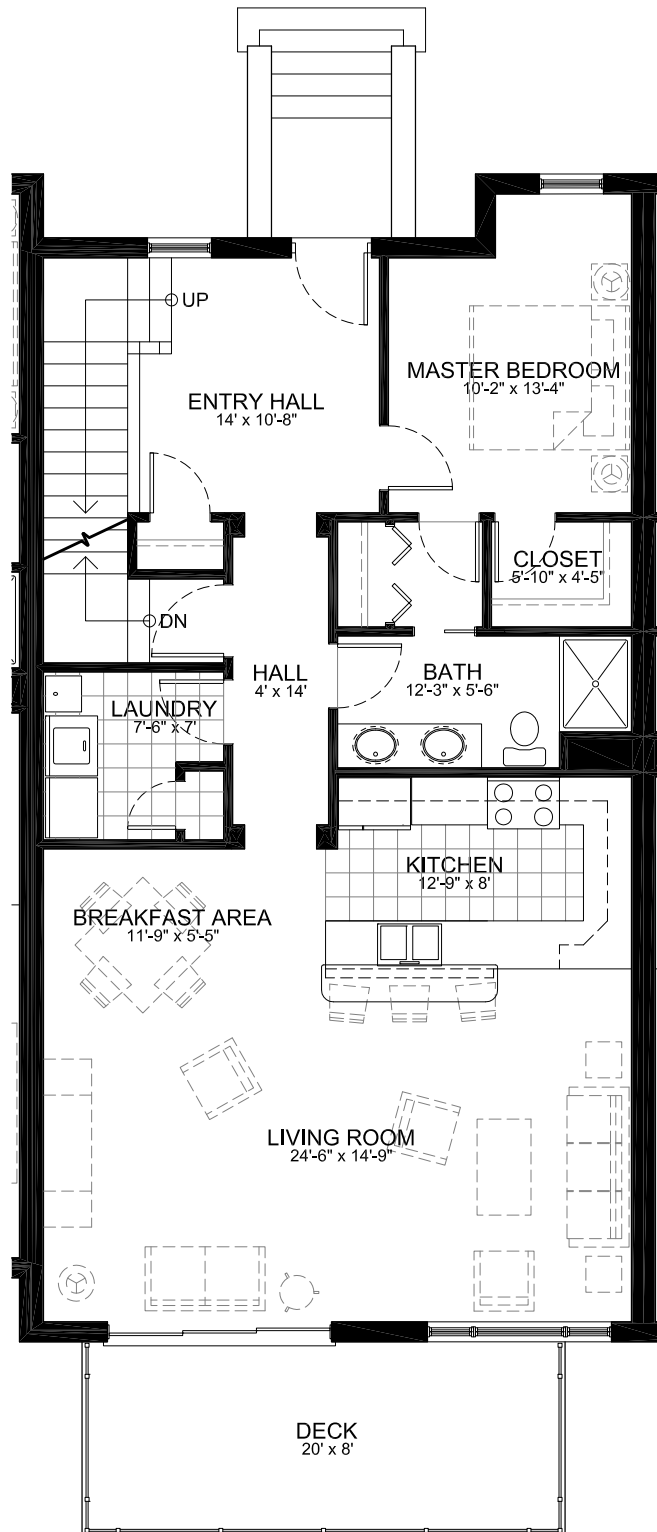 UP
MASTER BEDROOM
10'-2" x 13'-4"
ENTRY HALL
14' x 10'-8"
CLOSET
5'-10" x 4'-5"
DN
HALL
4' x 14'
BATH
12'-3" x 5'-6"
LAUNDRY
7'-6" x 7'
KITCHEN
12'-9" x 8'
BREAKFAST AREA
11'-9" x 5'-5"
LIVING ROOM
24'-6" x 14'-9"
DECK
20' x 8'